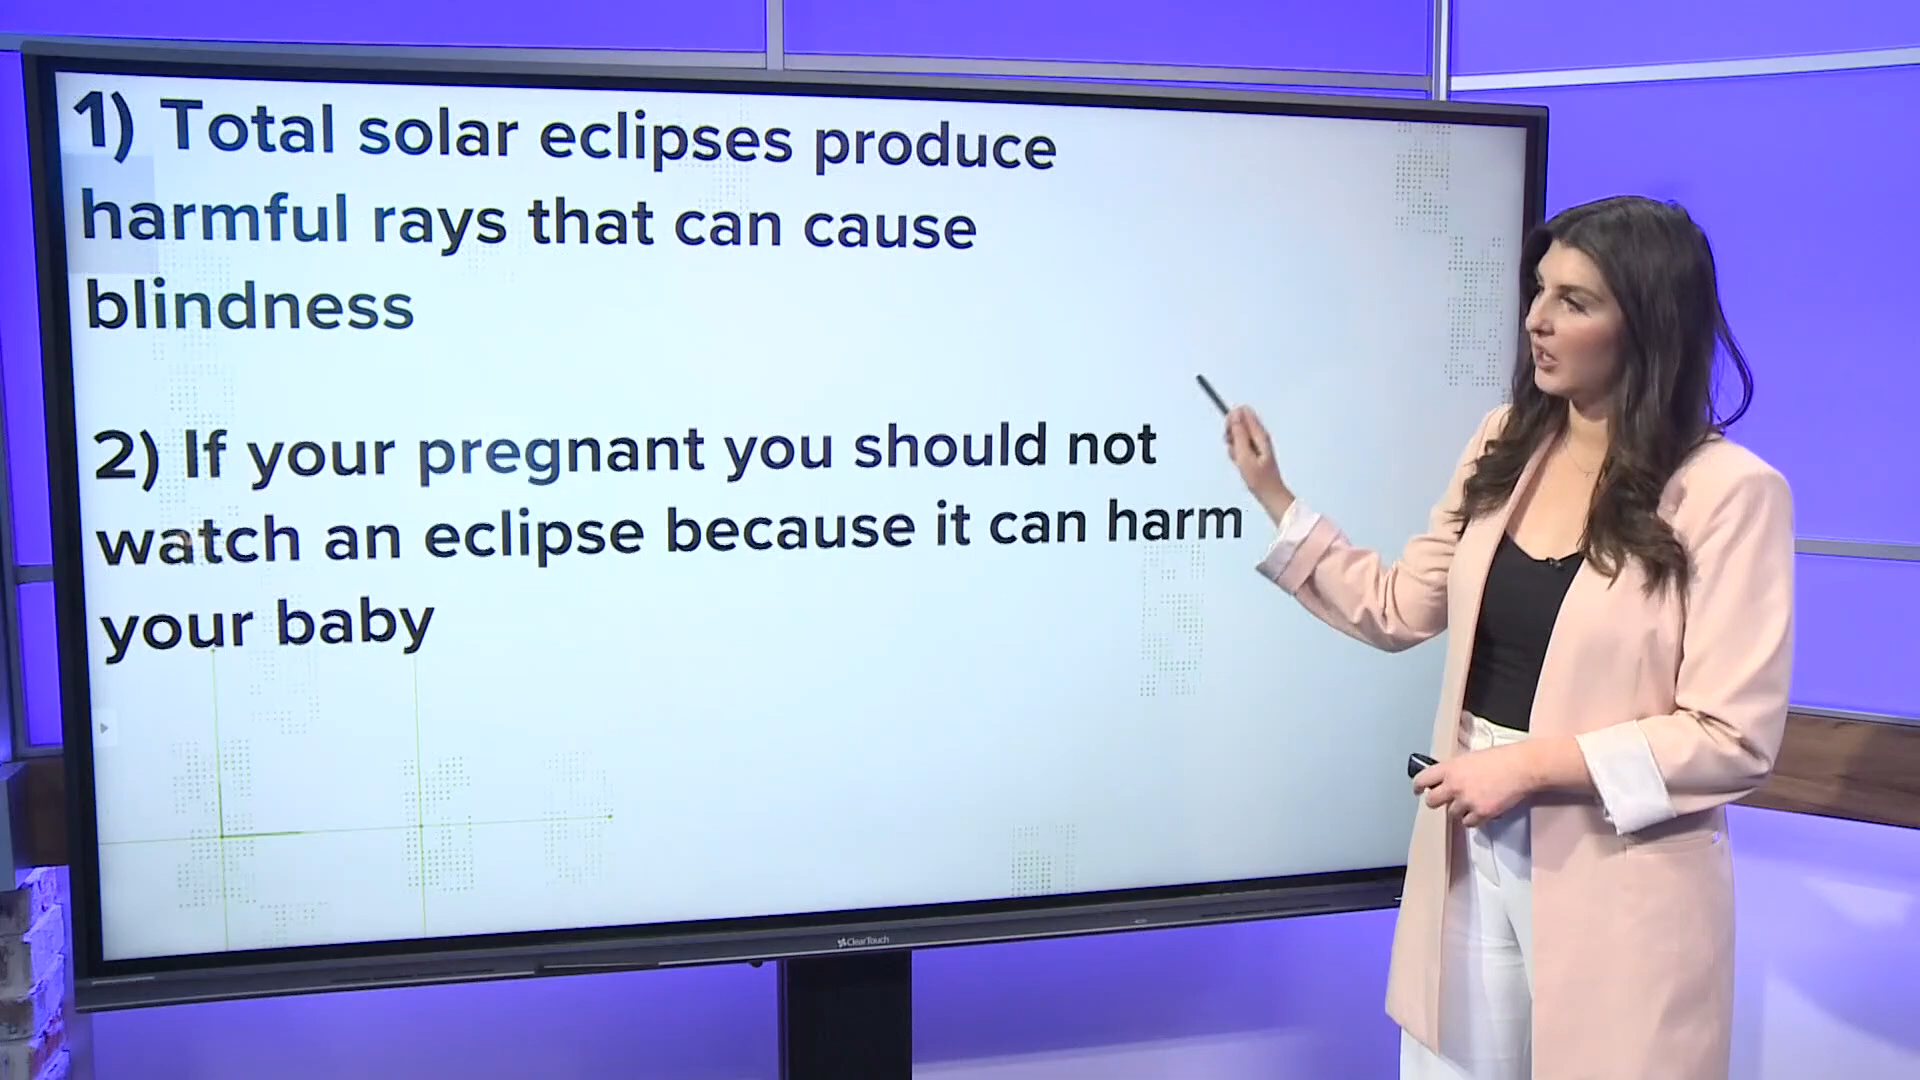 1) Total solar eclipses produce
harmful rays that can cause
blindness
2) If your pregnant you should not
watch an eclipse because it can harm
your baby
ClearTouch